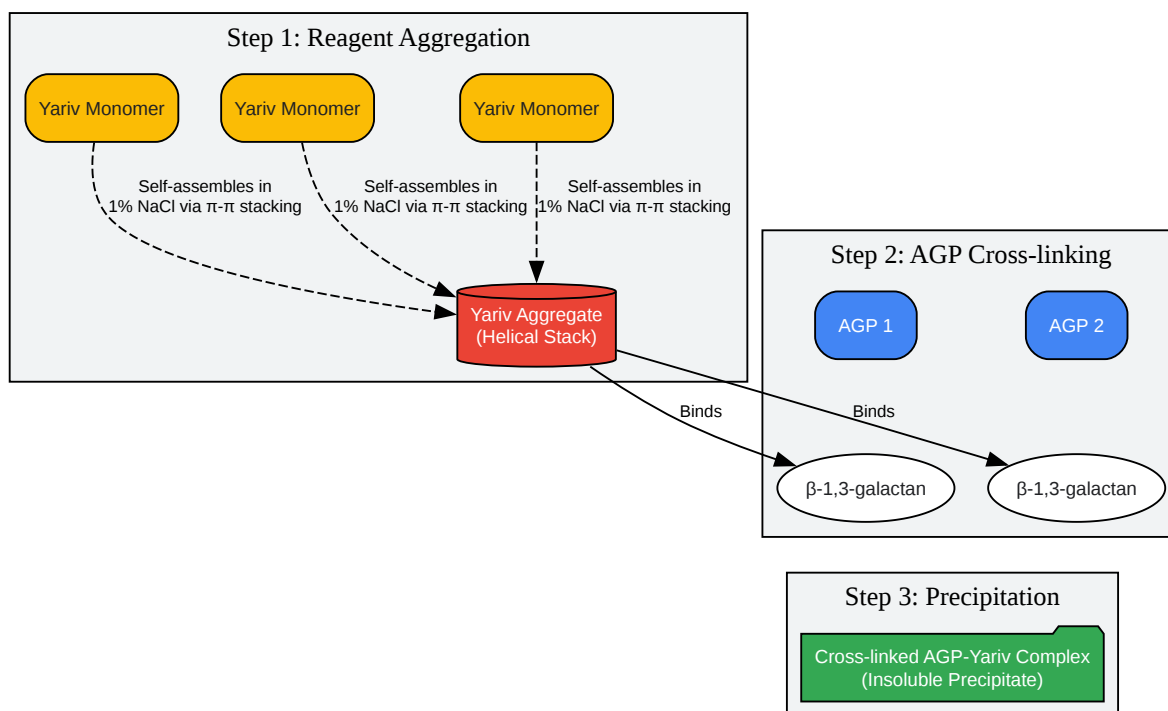 Step 1: Reagent Aggregation
Yariv Monomer
Yariv Monomer
Yariv Monomer
Self-assembles in
1% NaCl via π-π stacking
Self-assembles in
1% NaCl via π-π stacking
Self-assembles in
1% NaCl via π-π stacking
Yariv Aggregate
(Helical Stack)
Step 2: AGP Cross-linking
AGP 1
AGP 2
Binds
Binds
β-1,3-galactan
β-1,3-galactan
Step 3: Precipitation
Cross-linked AGP-Yariv Complex
(Insoluble Precipitate)